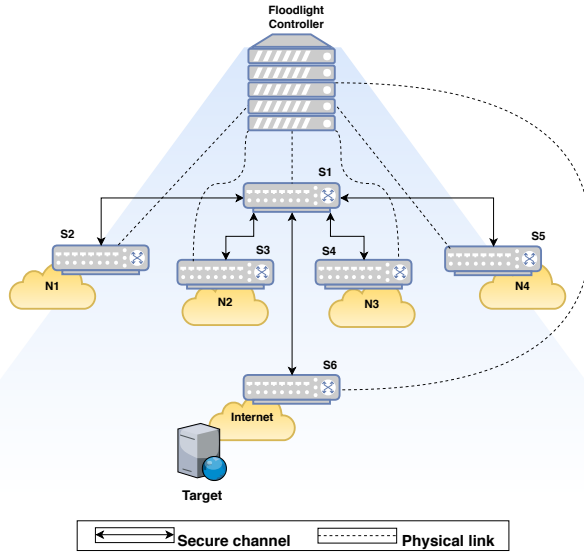 Floodlight
Controller
S1
S2
S3
S4
S5
N1
N2
N3
N4
S6
Internet
Target
Secure channel
Physical link